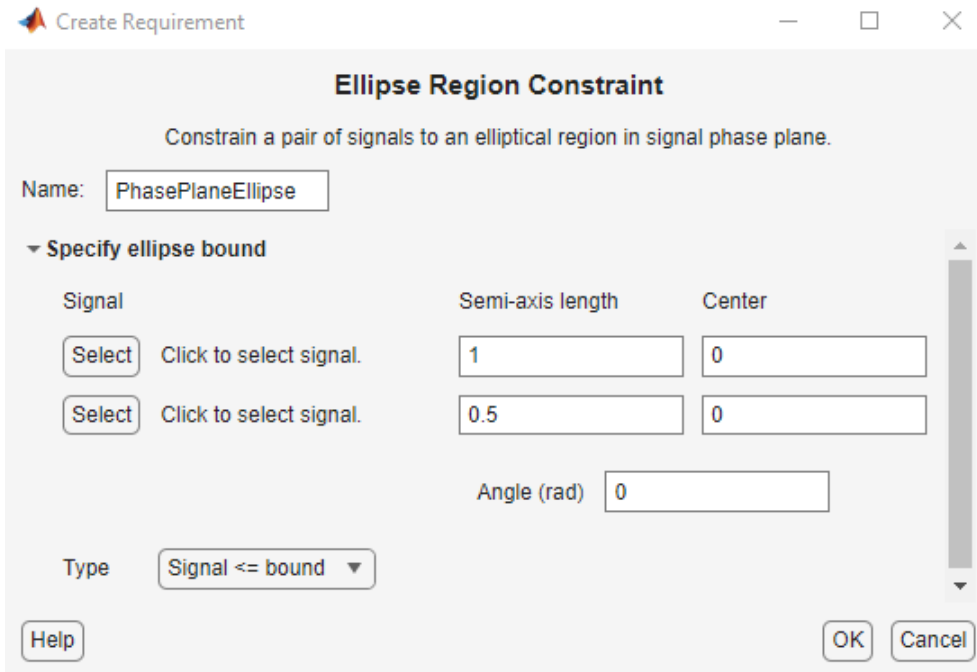 Create Requirement
Ellipse Region Constraint
Constrain a pair of signals to an elliptical region in signal phase plane.
Name: PhasePlaneEllipse
Specify ellipse bound
Signal Semi-axis length Center
Select Click to select signal. 1 0
Select Click to select signal. 0.5 0
Angle (rad) 0
Type Signal <= bound
Help OK Cancel